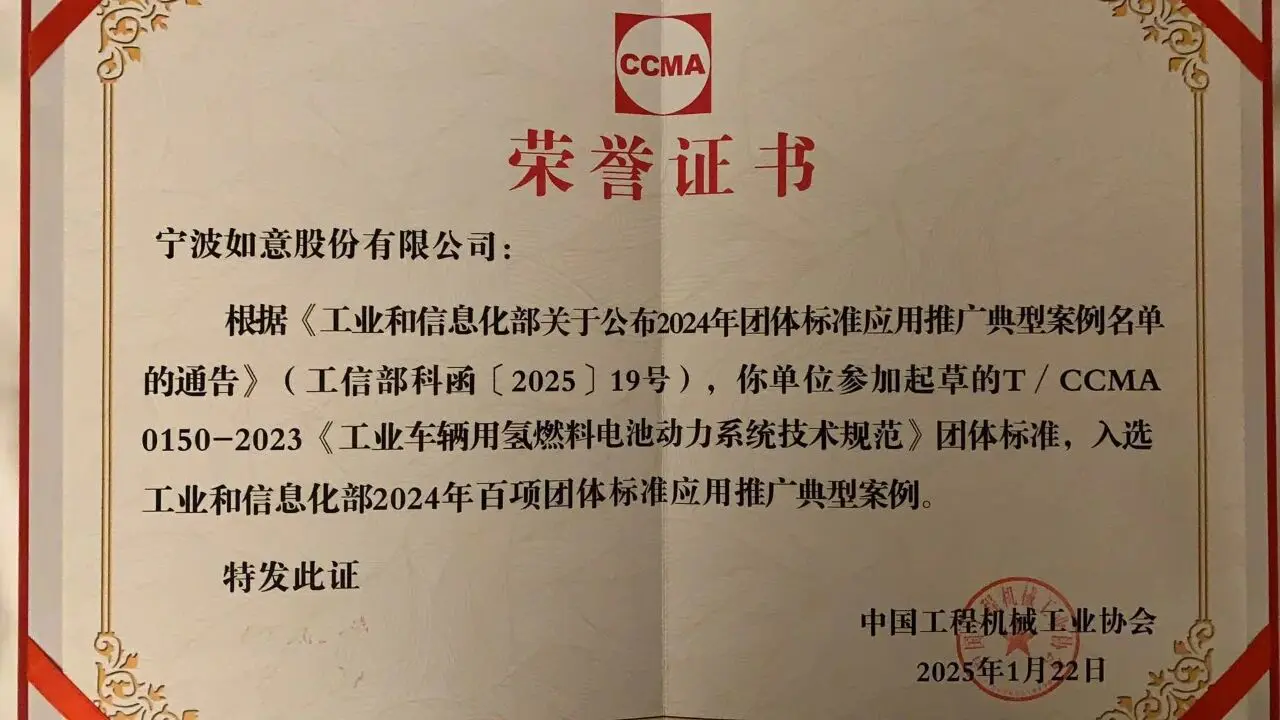 CCMA
荣誉证书
宁波如意股份有限公司：
根据《工业和信息化部关于公布2024年团体标准应用推广典型案例名单
的通告》（工信部科函〔2025〕19号），你单位参加起草的T/CCMA
0150-2023《工业车辆用氢燃料电池动力系统技术规范》团体标准，入选
工业和信息化部2024年百项团体标准应用推广典型案例。
特发此证
中国工程机械工业协会
2025年1月22日